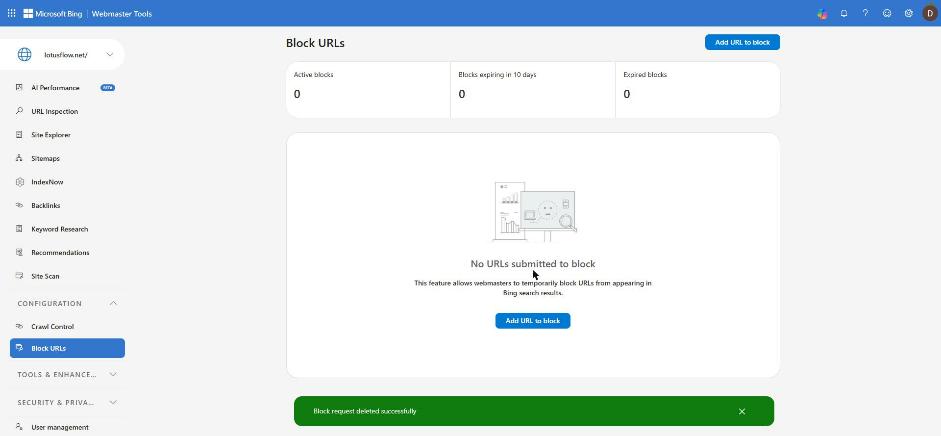 Microsoft Bing | Webmaster Tools
D
lotusflow.net/
AI Performance BETA
URL Inspection
Site Explorer
Sitemaps
IndexNow
Backlinks
Keyword Research
Recommendations
Site Scan
CONFIGURATION
Crawl Control
Block URLs
TOOLS & ENHANCE...
SECURITY & PRIVA...
User management
Block URLs
Add URL to block
Active blocks
0
Blocks expiring in 10 days
0
Expired blocks
0
No URLs submitted to block
This feature allows webmasters to temporarily block URLs from appearing in
Bing search results.
Add URL to block
Block request deleted successfully